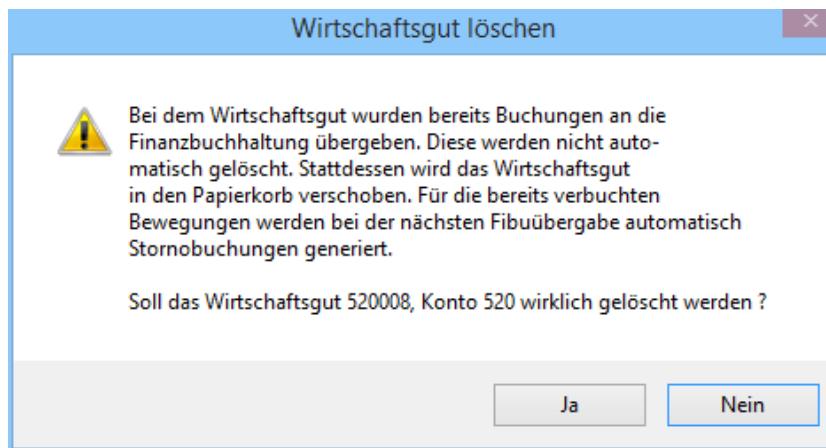 Wirtschaftsgut löschen
Bei dem Wirtschaftsgut wurden bereits Buchungen an die
Finanzbuchhaltung übergeben. Diese werden nicht auto-
matisch gelöscht. Stattdessen wird das Wirtschaftsgut
in den Papierkorb verschoben. Für die bereits verbuchten
Bewegungen werden bei der nächsten Fibuübergabe automatisch
Stornobuchungen generiert.
Soll das Wirtschaftsgut 520008, Konto 520 wirklich gelöscht werden ?
Ja
Nein